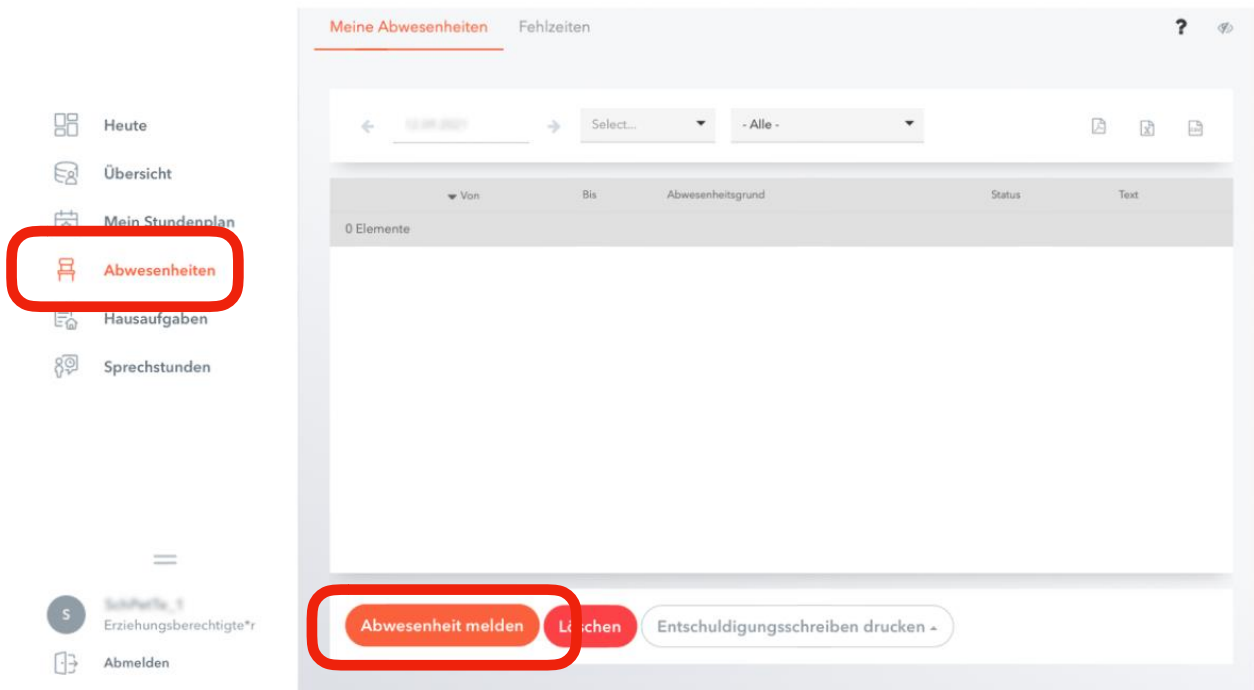 Meine Abwesenheiten Fehlzeiten ?
Heute
Übersicht
Mein Stundenplan
Abwesenheiten
Hausaufgaben
Sprechstunden
Select... - Alle -
Von Bis Abwesenheitsgrund Status Text
0 Elemente
S
Erziehungsberechtigte*r
Abmelden
Abwesenheit melden Löschen Entschuldigungsschreiben drucken